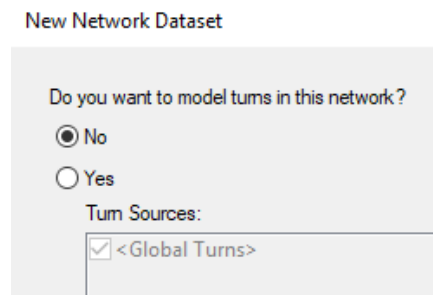 New Network Dataset
Do you want to model turns in this network?
No
Yes
Turn Sources:
<Global Turns>